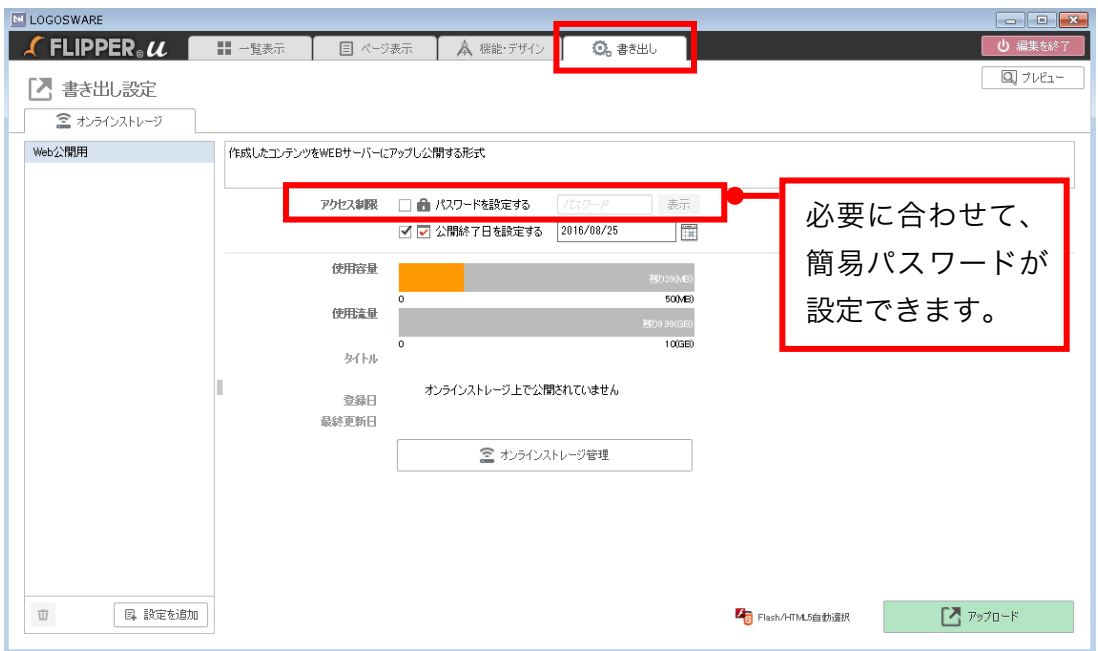 LOGOSWARE
FLIPPER®u
一覧表示
ページ表示
機能・デザイン
書き出し
編集を終了
書き出し設定
プレビュー
オンラインストレージ
Web公開用
作成したコンテンツをWEBサーバーにアップし公開する形式
アクセス制限
パスワードを設定する
パスワード
表示
公開終了日を設定する
2016/08/25
必要に合わせて、
簡易パスワードが
設定できます。
使用容量
残り39(MB)
0
50(MB)
使用流量
残り9.99(GB)
0
10(GB)
タイトル
オンラインストレージ上で公開されていません
登録日
最終更新日
オンラインストレージ管理
設定を追加
Flash/HTML5自動選択
アップロード